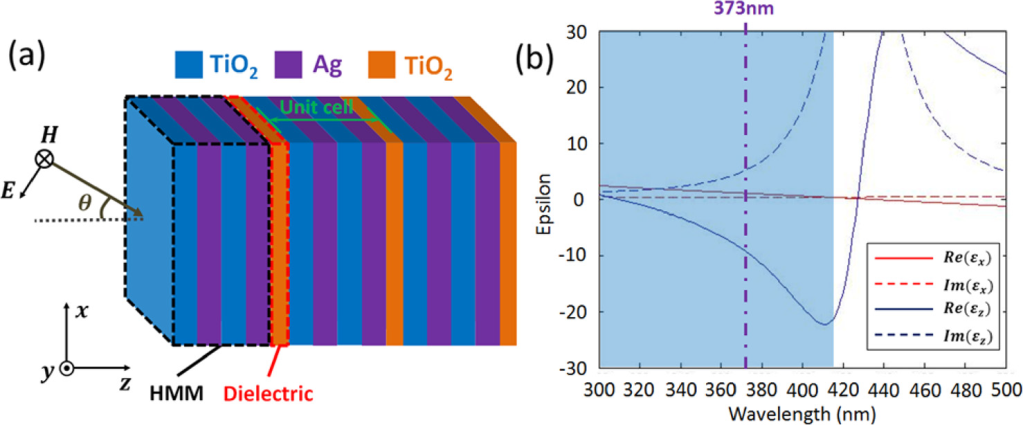 (a)
TiO2 Ag TiO2
Unit cell
H
E
θ
x
y
z
HMM Dielectric
373nm
(b)
30
20
10
0
-10
-20
-30
Epsilon
Re(εx)
Im(εx)
Re(εz)
Im(εz)
300 320 340 360 380 400 420 440 460 480 500
Wavelength (nm)